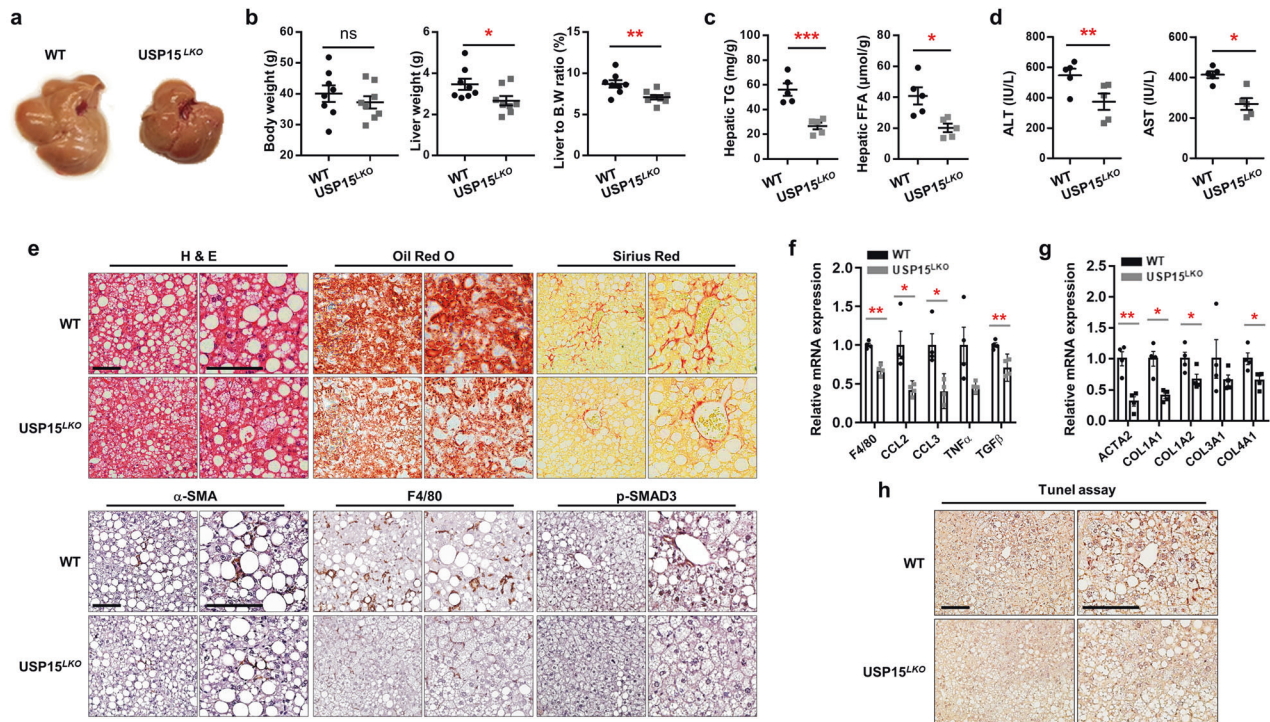 a
WT
USP15LKO
b
ns
Body weight (g)
60
50
40
30
20
WT
USP15LKO
*
Liver weight (g)
6
4
2
0
WT
USP15LKO
**
Liver to B.W ratio (%)
15
10
5
0
WT
USP15LKO
c
***
Hepatic TG (mg/g)
100
80
60
40
20
0
WT
USP15LKO
*
Hepatic FFA (μmol/g)
80
60
40
20
0
WT
USP15LKO
d
**
ALT (IU/L)
800
600
400
200
0
WT
USP15LKO
*
AST (IU/L)
600
400
200
0
WT
USP15LKO
e
H & E
Oil Red O
Sirius Red
WT
USP15LKO
α-SMA
F4/80
p-SMAD3
WT
USP15LKO
f
WT
USP15LKO
Relative mRNA expression
2.0
1.5
1.0
0.5
0.0
**
*
*
**
F4/80
CCL2
CCL3
TNFα
TGFβ
g
WT
USP15LKO
Relative mRNA expression
2.5
2.0
1.5
1.0
0.5
0.0
**
*
*
*
ACTA2
COL1A1
COL1A2
COL3A1
COL4A1
h
Tunel assay
WT
USP15LKO